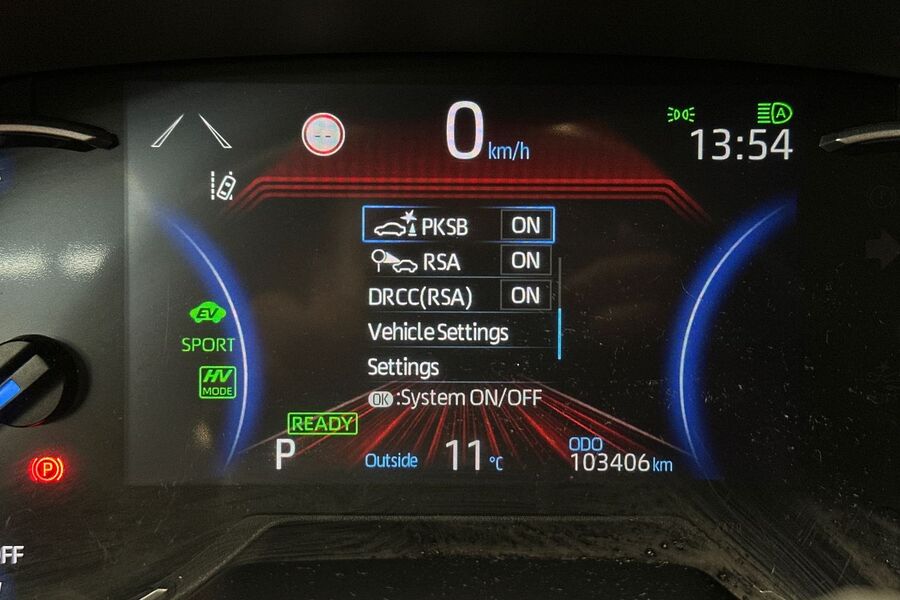 0 km/h
A
13:54
PKSB ON
RSA ON
DRCC(RSA) ON
Vehicle Settings
Settings
OK :System ON/OFF
EV
SPORT
HV
MODE
READY
P
Outside 11°C
ODO
103406 km
P
OFF